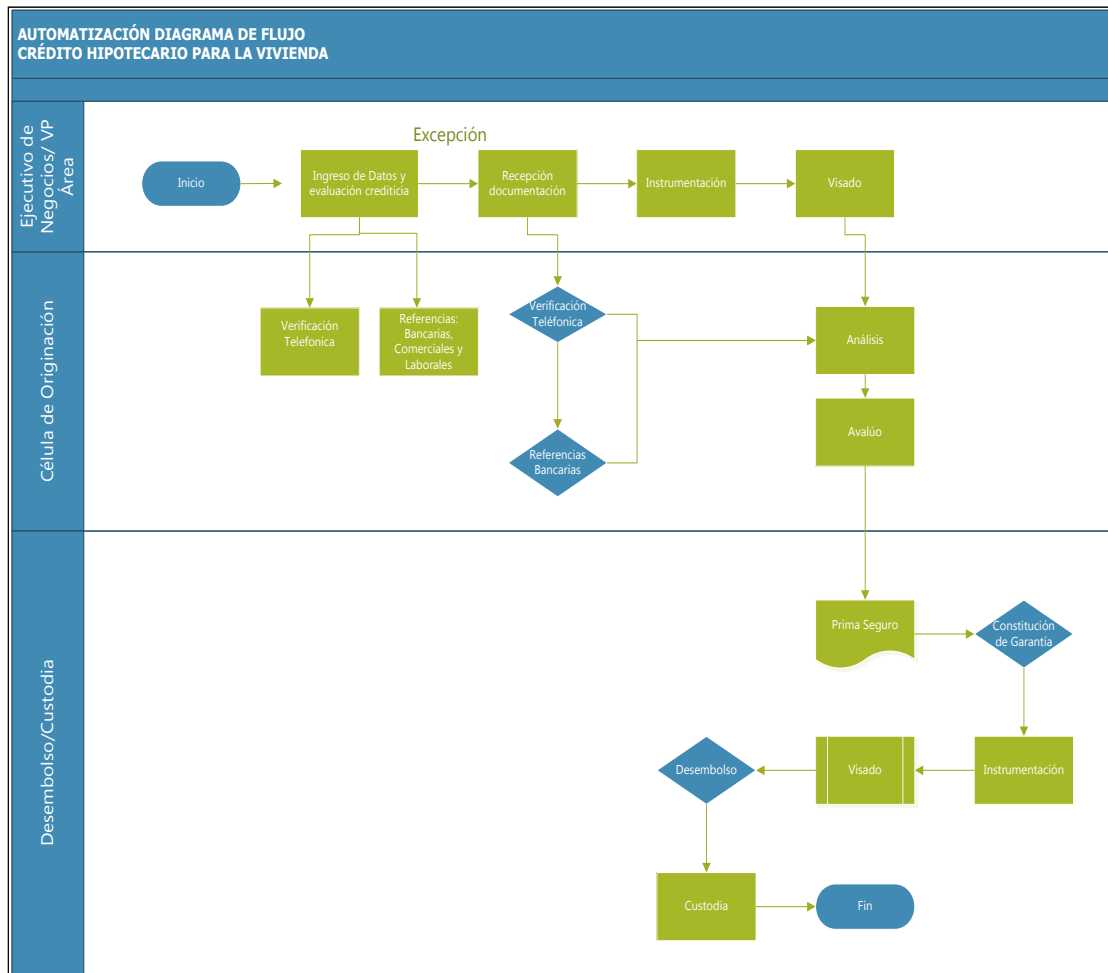 AUTOMATIZACIÓN DIAGRAMA DE FLUJO
CRÉDITO HIPOTECARIO PARA LA VIVIENDA
Ejecutivo de
Negocios/ VP
Área
Excepción
Inicio
Ingreso de Datos y
evaluación crediticia
Recepción
documentación
Instrumentación
Visado
Célula de Originación
Verificación
Telefonica
Referencias:
Bancarias,
Comerciales y
Laborales
Verificación
Teléfonica
Análisis
Avalúo
Referencias
Bancarias
Desembolso/Custodia
Prima Seguro
Constitución
de Garantía
Desembolso
Visado
Instrumentación
Custodia
Fin